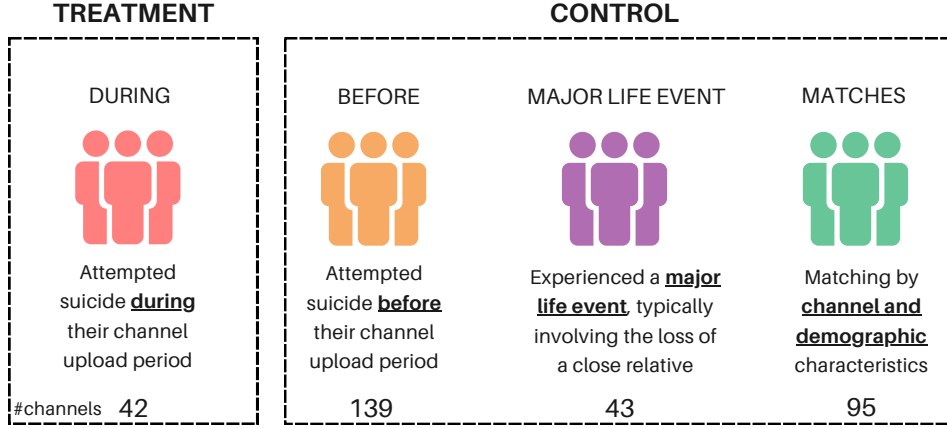 TREATMENT
CONTROL
DURING
Attempted
suicide during
their channel
upload period
#channels 42
BEFORE
Attempted
suicide before
their channel
upload period
139
MAJOR LIFE EVENT
Experienced a major
life event, typically
involving the loss of
a close relative
43
MATCHES
Matching by
channel and
demographic
characteristics
95